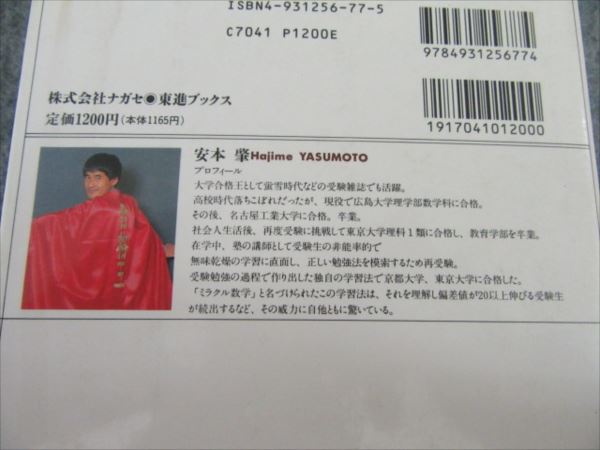 ISBN4-931256-77-5
C7041 P1200E
9784931256774
株式会社ナガセ◉東進ブックス
定価1200円(本体1165円)
1917041012000
安本 肇Hajime YASUMOTO
プロフィール
大学合格王として蛍雪時代などの受験雑誌でも活躍。
高校時代落ちこぼれだったが、現役で広島大学理学部数学科に合格。
その後、名古屋工業大学に合格。卒業。
社会人生活後、再度受験に挑戦して東京大学理科1類に合格し、教育学部を卒業。
在学中、塾の講師として受験生の非能率的で
無味乾燥の学習に直面し、正しい勉強法を模索するため再受験。
受験勉強の過程で作り出した独自の学習法で京都大学、東京大学に合格した。
「ミラクル数学」と名づけられたこの学習法は、それを理解し偏差値が20以上伸びる受験生
が続出するなど、その威力に自他ともに驚いている。